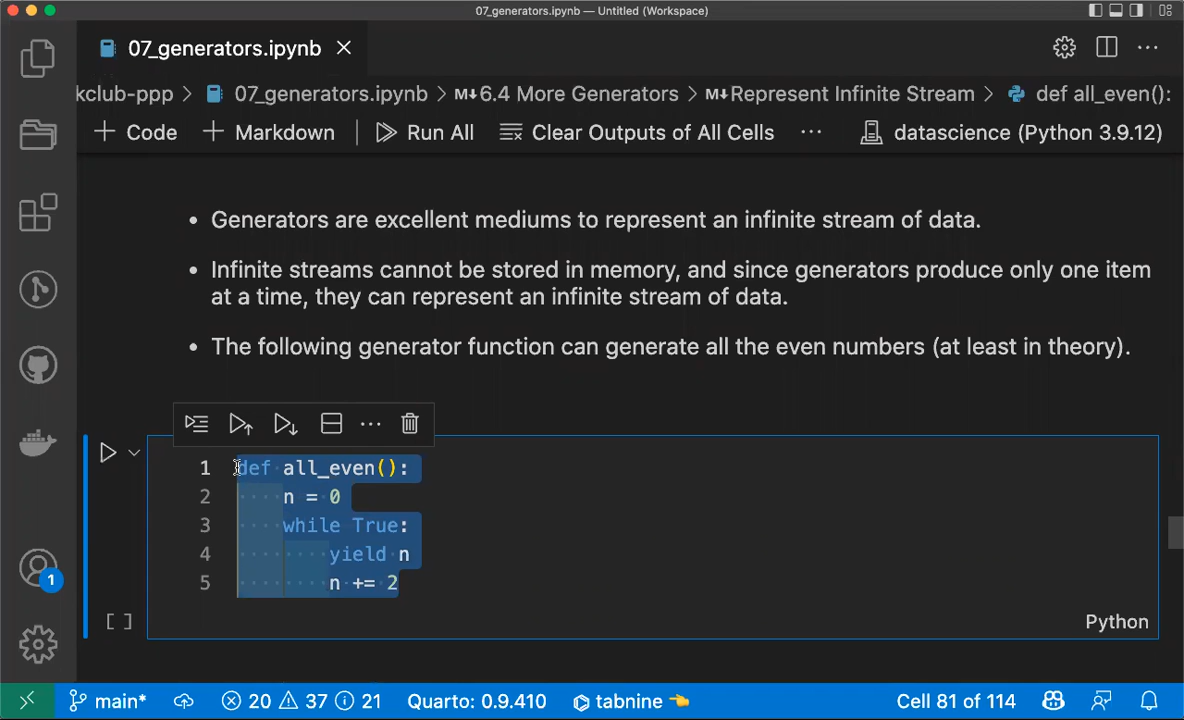 07_generators.ipynb — Untitled (Workspace)
07_generators.ipynb
kclub-ppp > 07_generators.ipynb > M↓6.4 More Generators > M↓Represent Infinite Stream > def all_even():
+ Code + Markdown | Run All Clear Outputs of All Cells ... datascience (Python 3.9.12)
• Generators are excellent mediums to represent an infinite stream of data.
• Infinite streams cannot be stored in memory, and since generators produce only one item
at a time, they can represent an infinite stream of data.
• The following generator function can generate all the even numbers (at least in theory).
1 def all_even():
2 n = 0
3 while True:
4 yield n
5 n += 2
[ ]
Python
1
main* 20 37 21 Quarto: 0.9.410 tabnine 👈 Cell 81 of 114